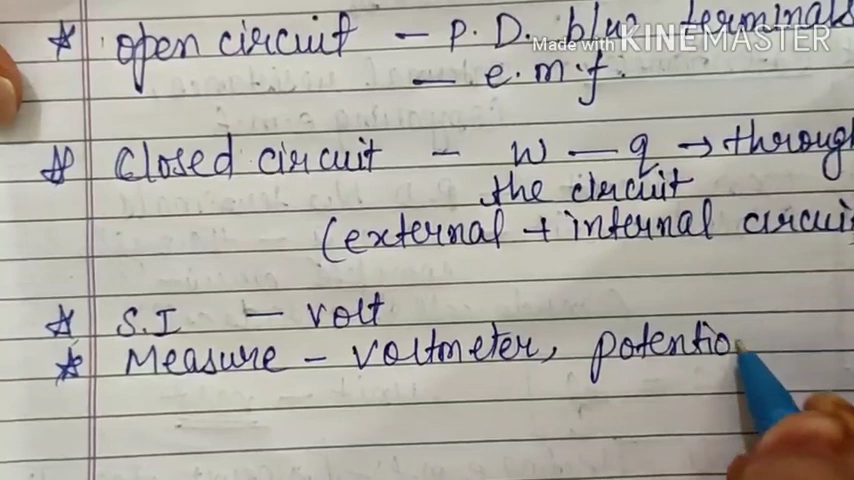 * open circuit - P.D. b/w terminals
Made with KINEMASTER
- e.m.f.
* Closed circuit - W - q → through
the circuit
(external + internal circui
* S.I - volt
* Measure - Voltmeter, potentio